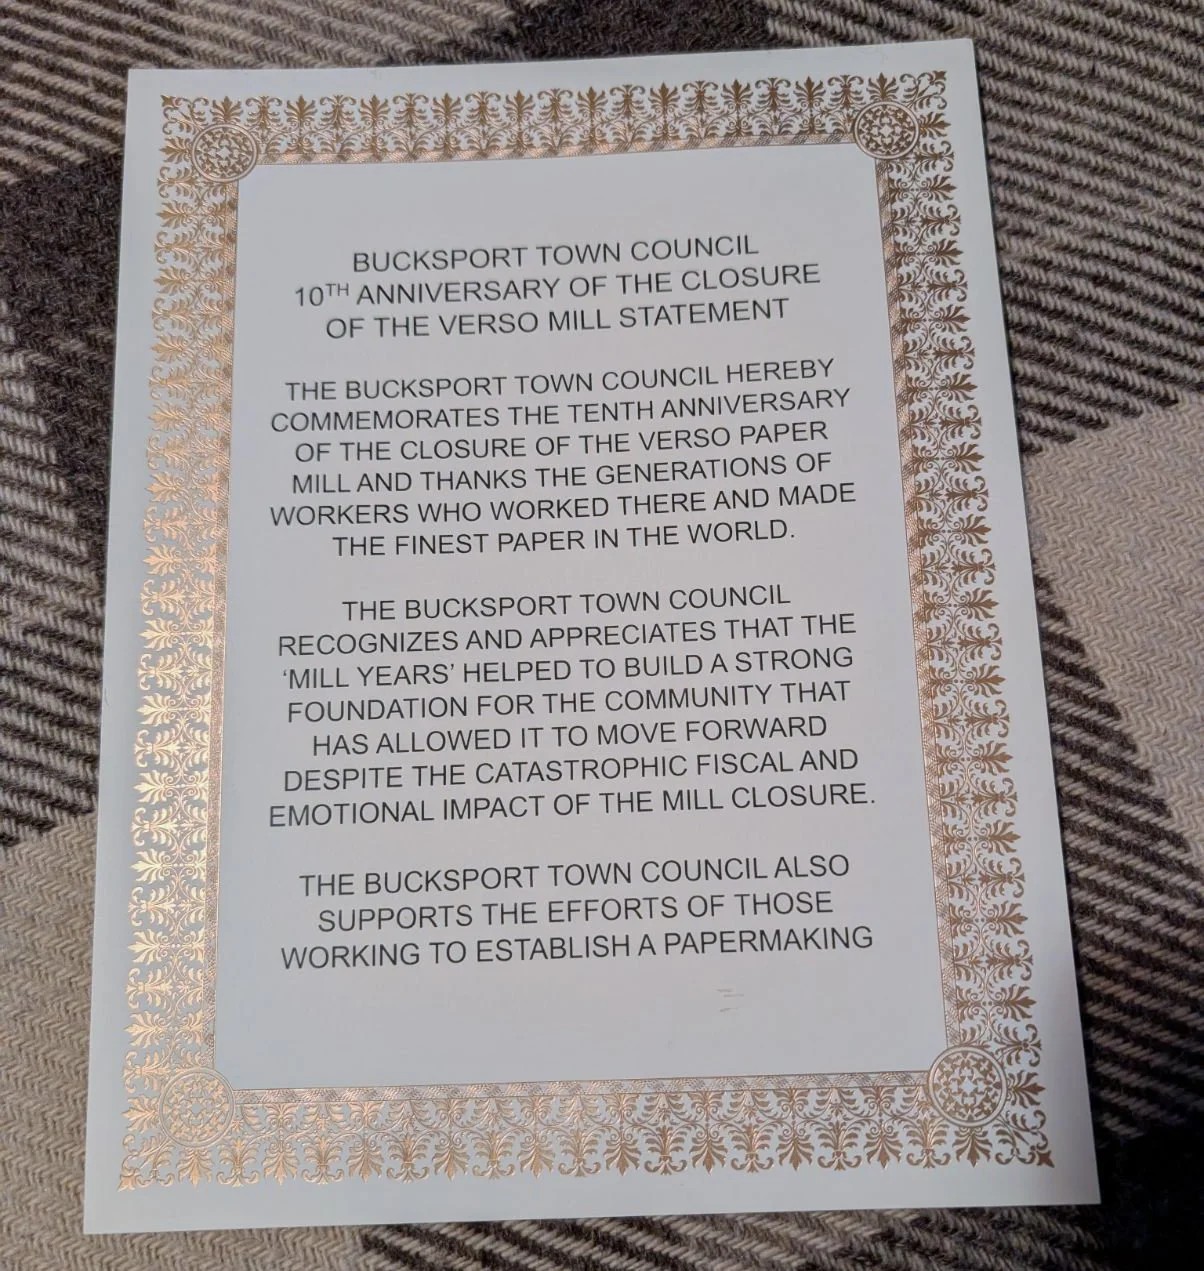 BUCKSPORT TOWN COUNCIL
10TH ANNIVERSARY OF THE CLOSURE
OF THE VERSO MILL STATEMENT
THE BUCKSPORT TOWN COUNCIL HEREBY
COMMEMORATES THE TENTH ANNIVERSARY
OF THE CLOSURE OF THE VERSO PAPER
MILL AND THANKS THE GENERATIONS OF
WORKERS WHO WORKED THERE AND MADE
THE FINEST PAPER IN THE WORLD.
THE BUCKSPORT TOWN COUNCIL
RECOGNIZES AND APPRECIATES THAT THE
‘MILL YEARS’ HELPED TO BUILD A STRONG
FOUNDATION FOR THE COMMUNITY THAT
HAS ALLOWED IT TO MOVE FORWARD
DESPITE THE CATASTROPHIC FISCAL AND
EMOTIONAL IMPACT OF THE MILL CLOSURE.
THE BUCKSPORT TOWN COUNCIL ALSO
SUPPORTS THE EFFORTS OF THOSE
WORKING TO ESTABLISH A PAPERMAKING